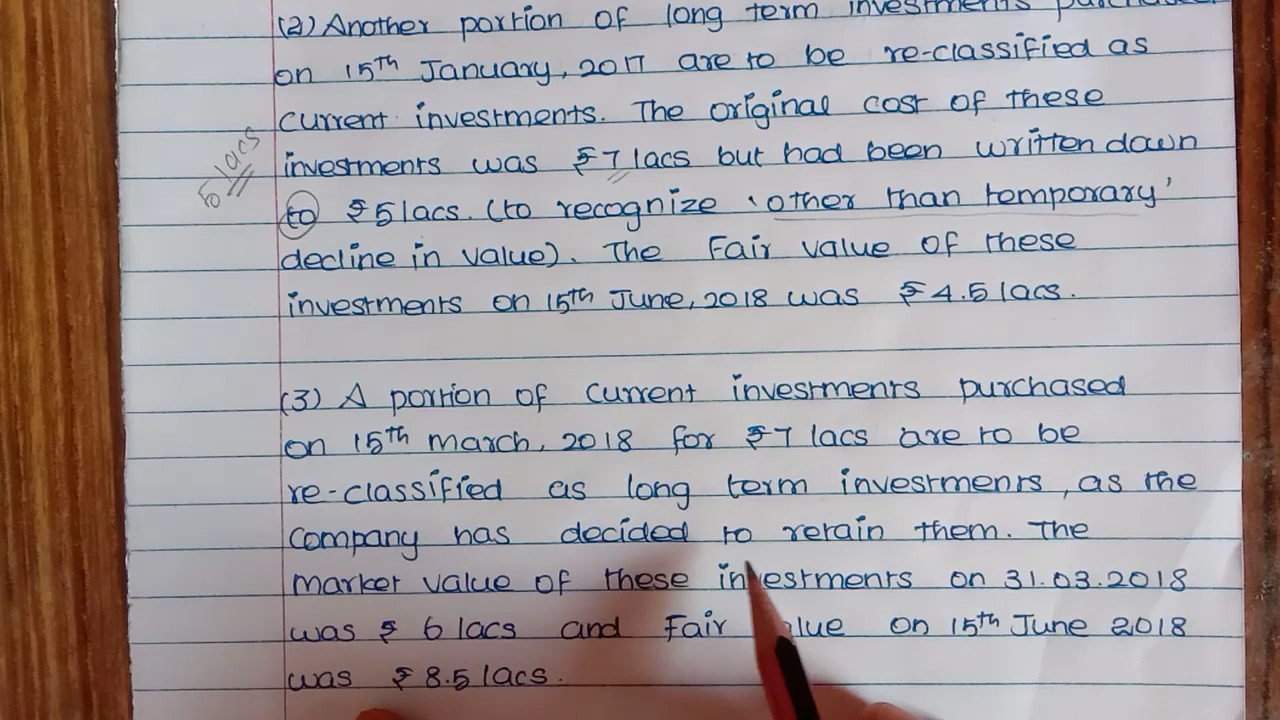 (2) Another portion of long term investments purchased
on 15th January, 2017 are to be re-classified as
current investments. The original cost of these
investments was ₹7 lacs but had been written down
5 lacs
to ₹5 lacs. (to recognize 'other than temporary'
decline in value). The Fair value of these
investments on 15th June, 2018 was ₹4.5 lacs.
(3) A portion of current investments purchased
on 15th march, 2018 for ₹7 lacs are to be
re-classified as long term investments, as the
company has decided to retain them. The
market value of these investments on 31.03.2018
was ₹ 6 lacs and Fair value on 15th June 2018
was ₹8.5 lacs.